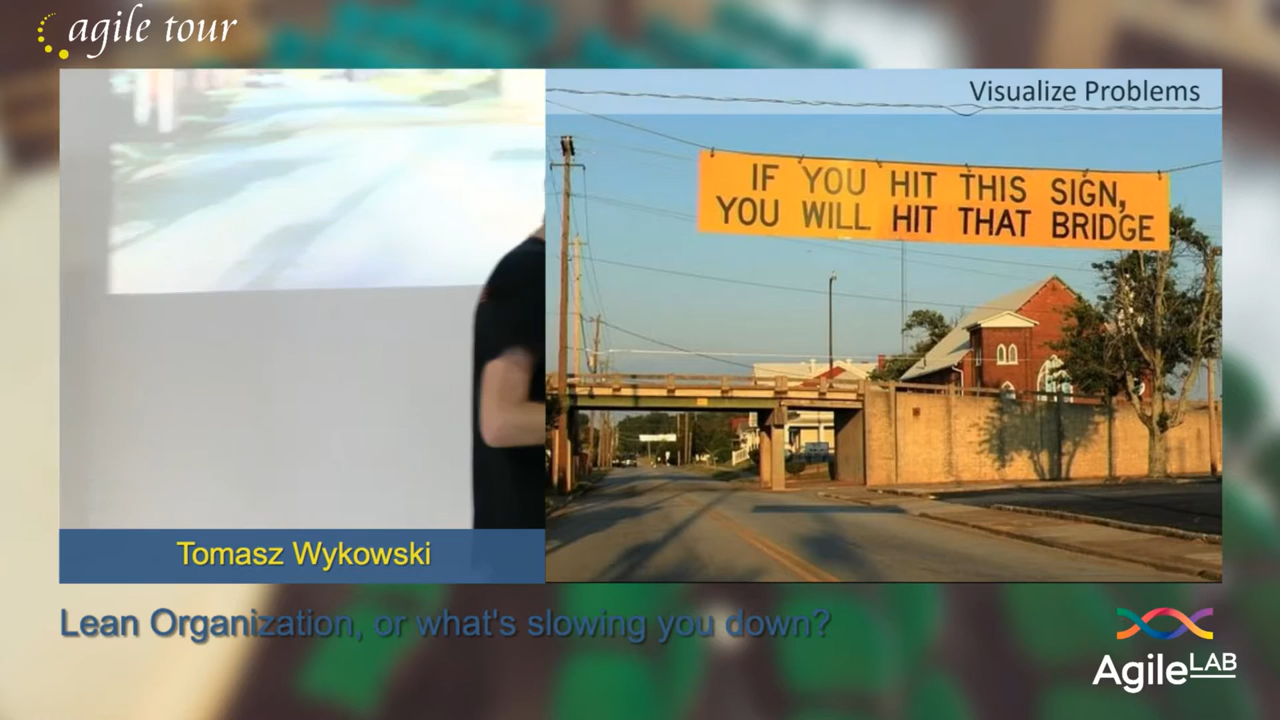 agile tour
Visualize Problems
IF YOU HIT THIS SIGN,
YOU WILL HIT THAT BRIDGE
Tomasz Wykowski
Lean Organization, or what's slowing you down?
AgileLAB